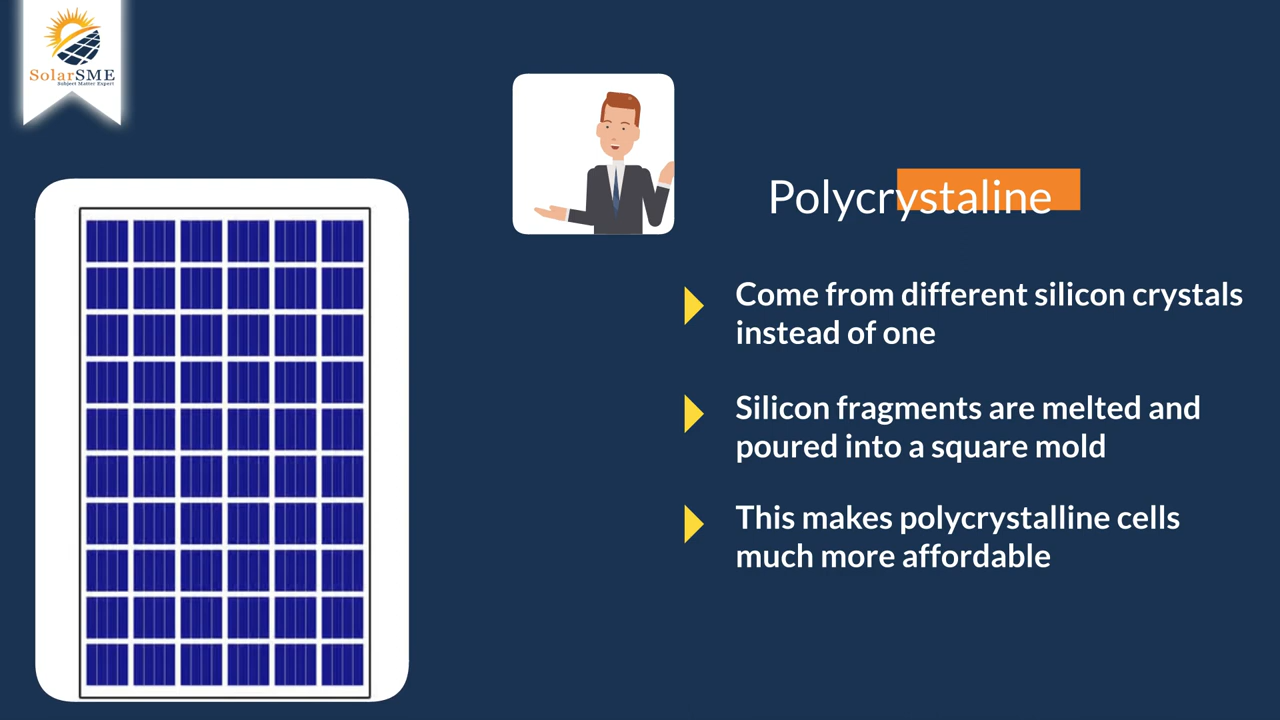 SolarSME
Subject Matter Expert
Polycrystaline
Come from different silicon crystals
instead of one
Silicon fragments are melted and
poured into a square mold
This makes polycrystalline cells
much more affordable